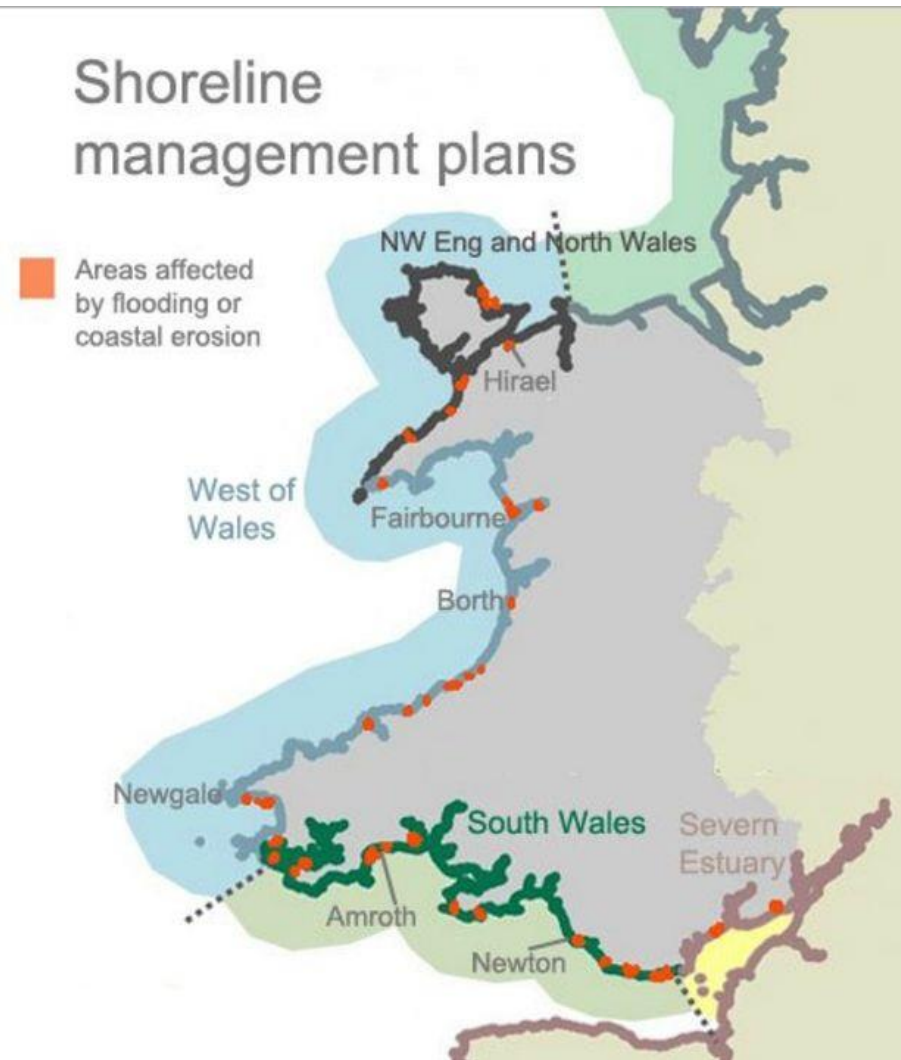 Shoreline
management plans
Areas affected
by flooding or
coastal erosion
NW Eng and North Wales
Hirael
West of
Wales
Fairbourne
Borth
Newgale
South Wales
Severn
Estuary
Amroth
Newton